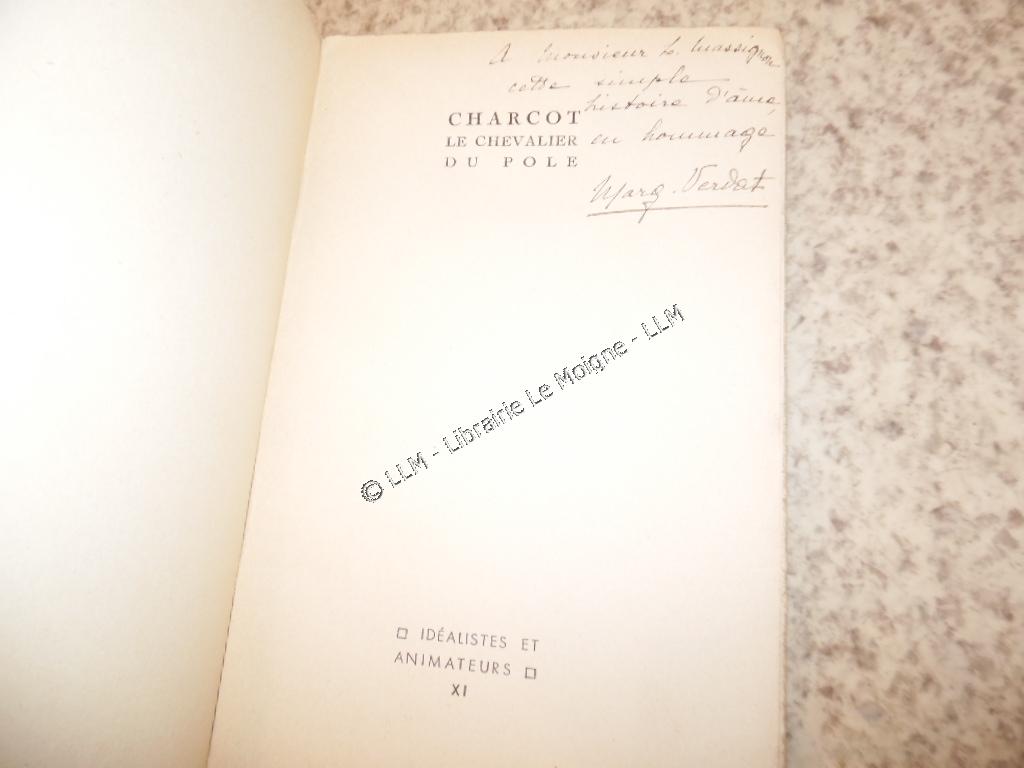 A Monsieur L. Massignon
cette simple
histoire d'âme,
en hommage
Marg. Verdat
CHARCOT
LE CHEVALIER
DU POLE
© LLM - Librairie Le Moigne - LLM
□ IDÉALISTES ET
ANIMATEURS □
XI